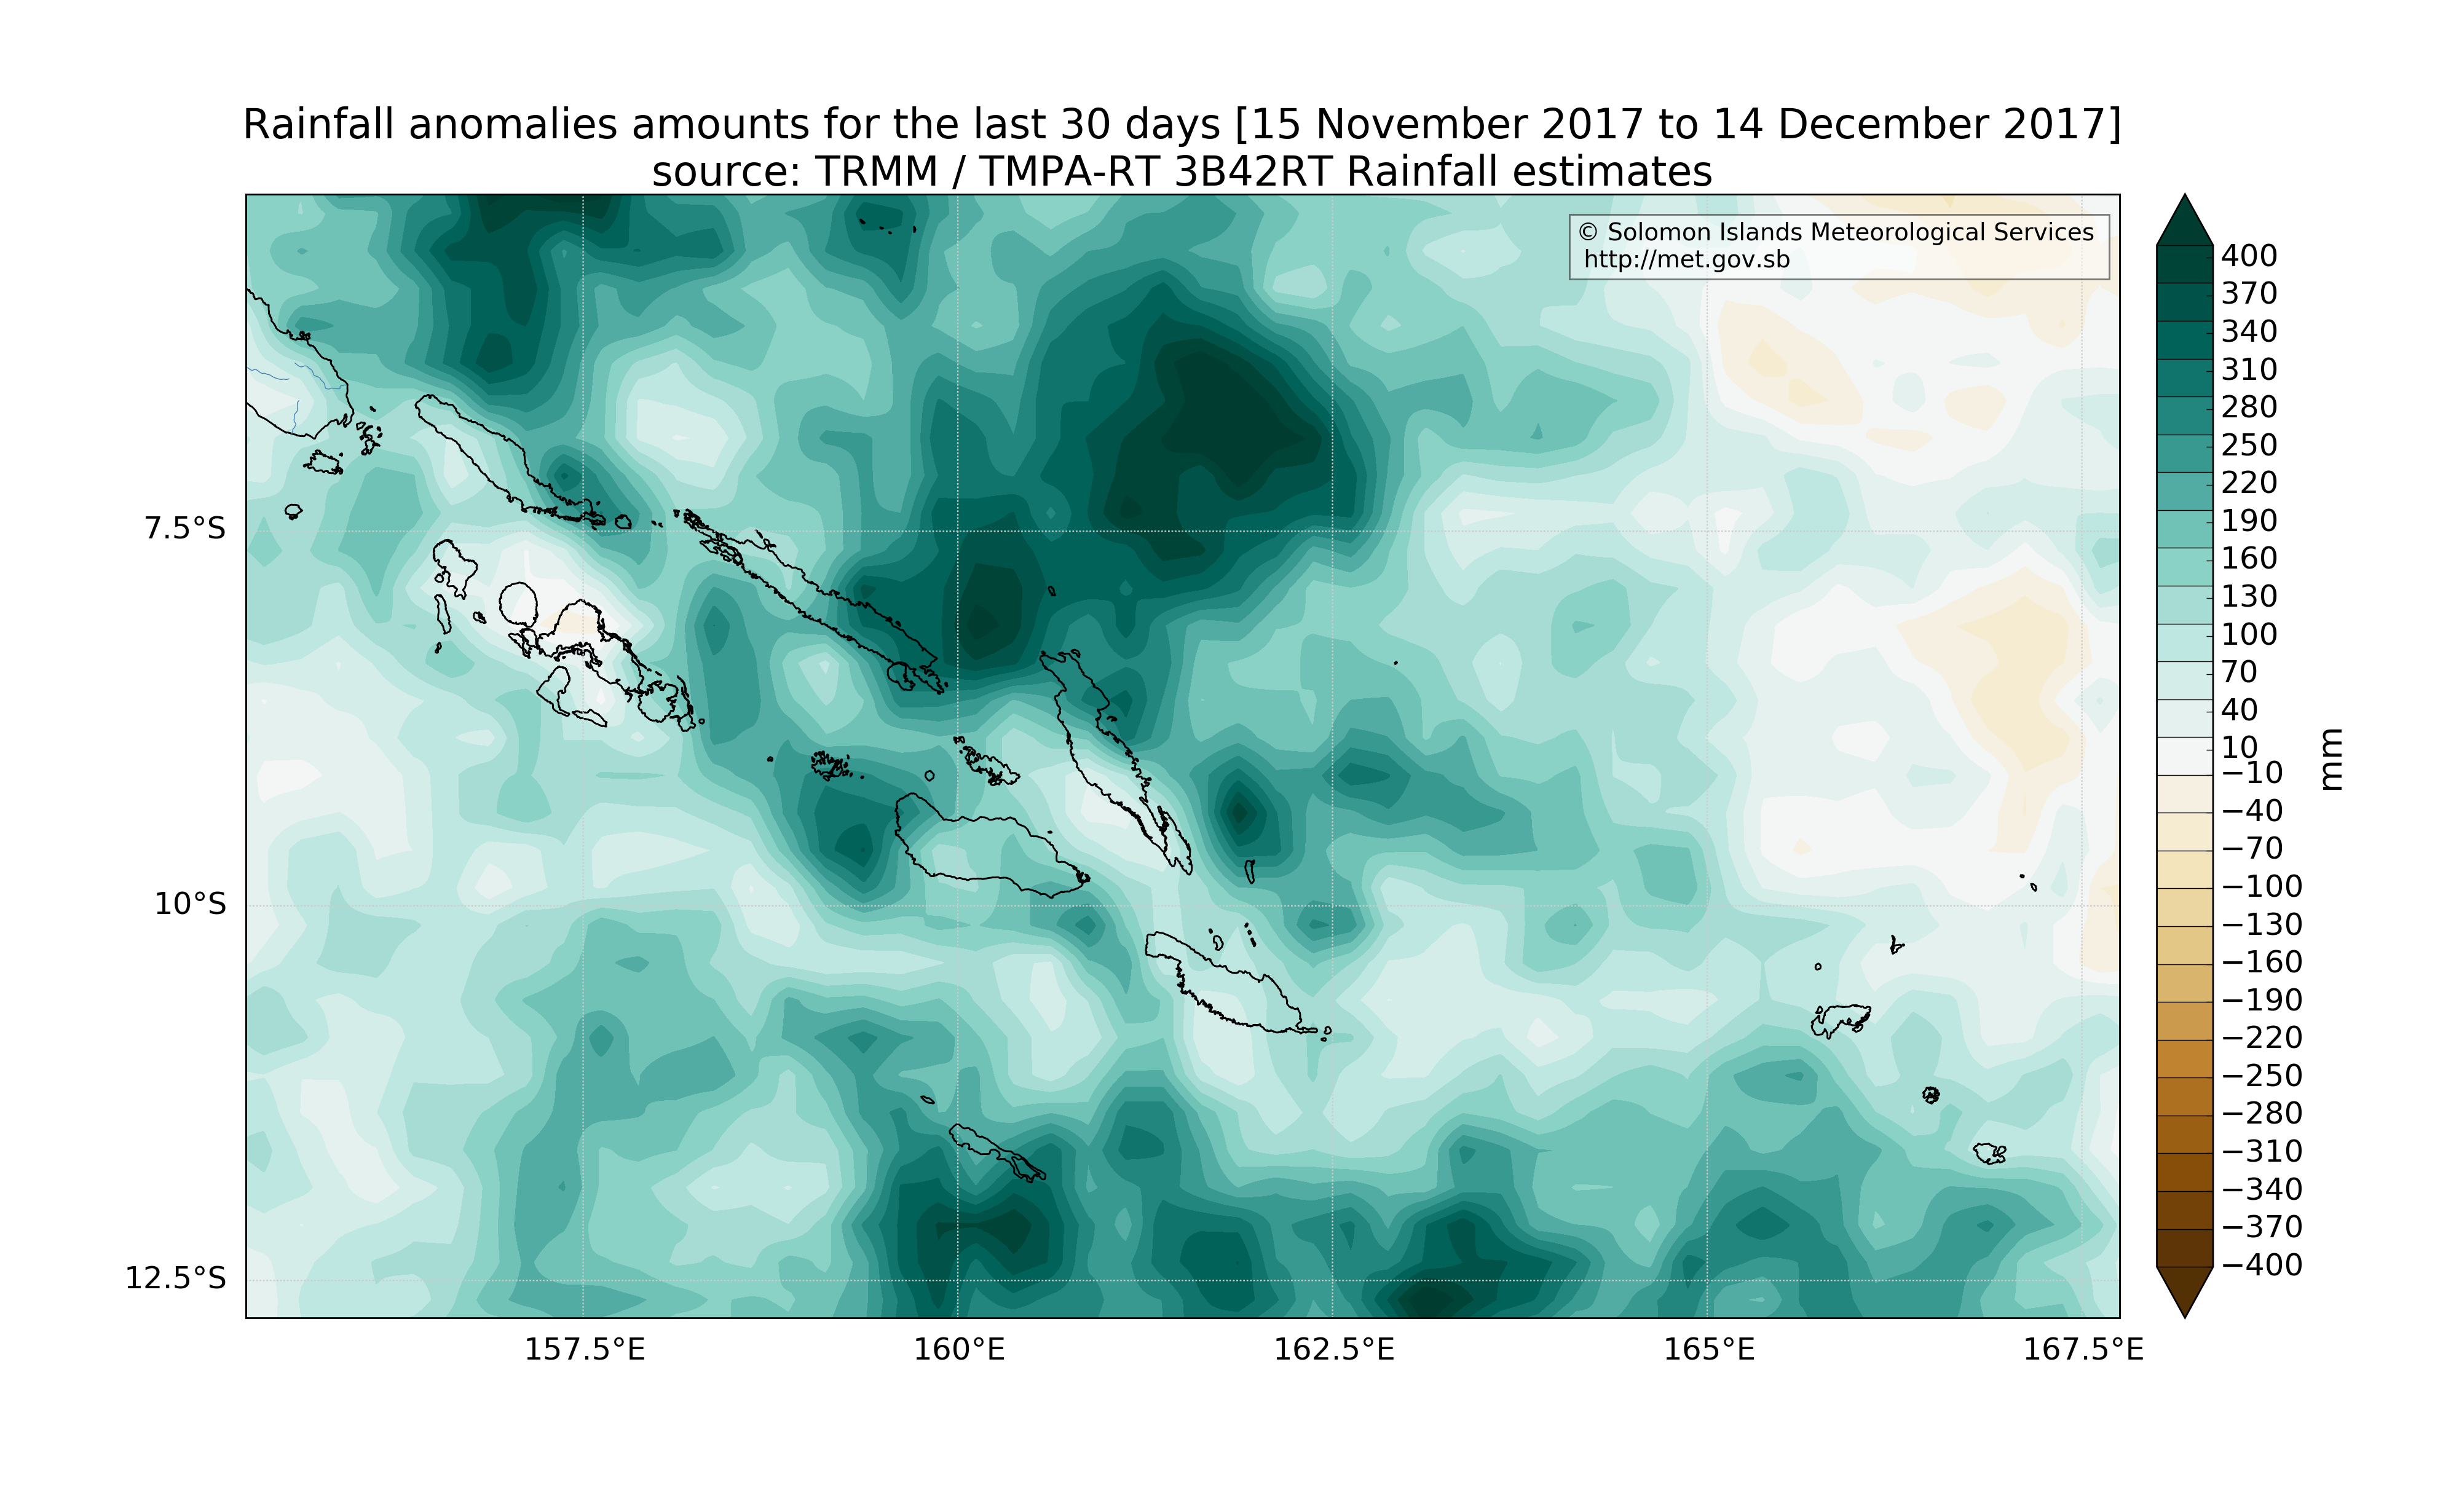 Rainfall anomalies amounts for the last 30 days [15 November 2017 to 14 December 2017]
source: TRMM / TMPA-RT 3B42RT Rainfall estimates
© Solomon Islands Meteorological Services
http://met.gov.sb
7.5°S
10°S
12.5°S
157.5°E
160°E
162.5°E
165°E
167.5°E
400
370
340
310
280
250
220
190
160
130
100
70
40
10
−10
−40
−70
−100
−130
−160
−190
−220
−250
−280
−310
−340
−370
−400
mm